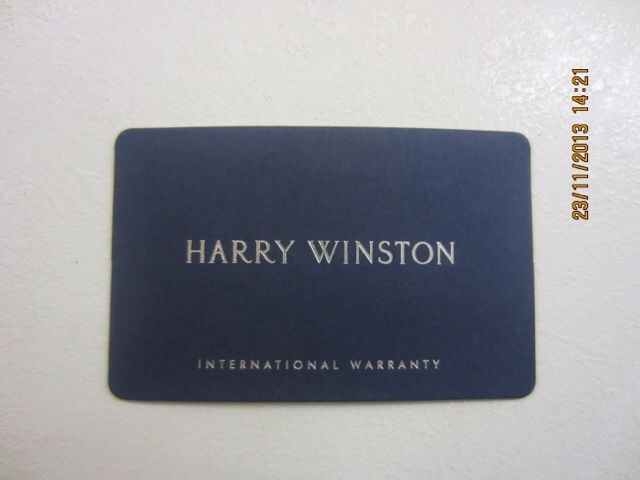 HARRY WINSTON
INTERNATIONAL WARRANTY
23/11/2013 14:21